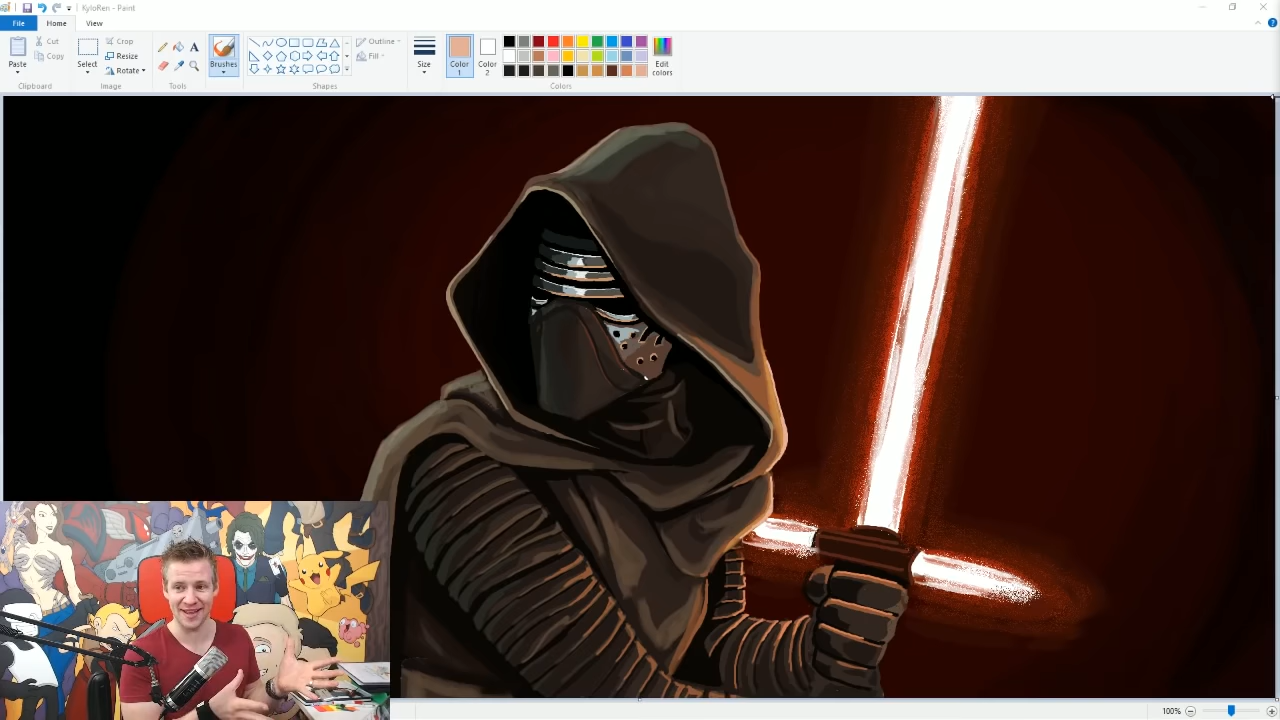 KyloRen - Paint
File Home View
Paste
Cut
Copy
Clipboard
Select
Crop
Resize
Rotate
Image
A
Tools
Brushes
Outline
Fill
Shapes
Size
Color
1
Color
2
Edit
colors
Colors
100%